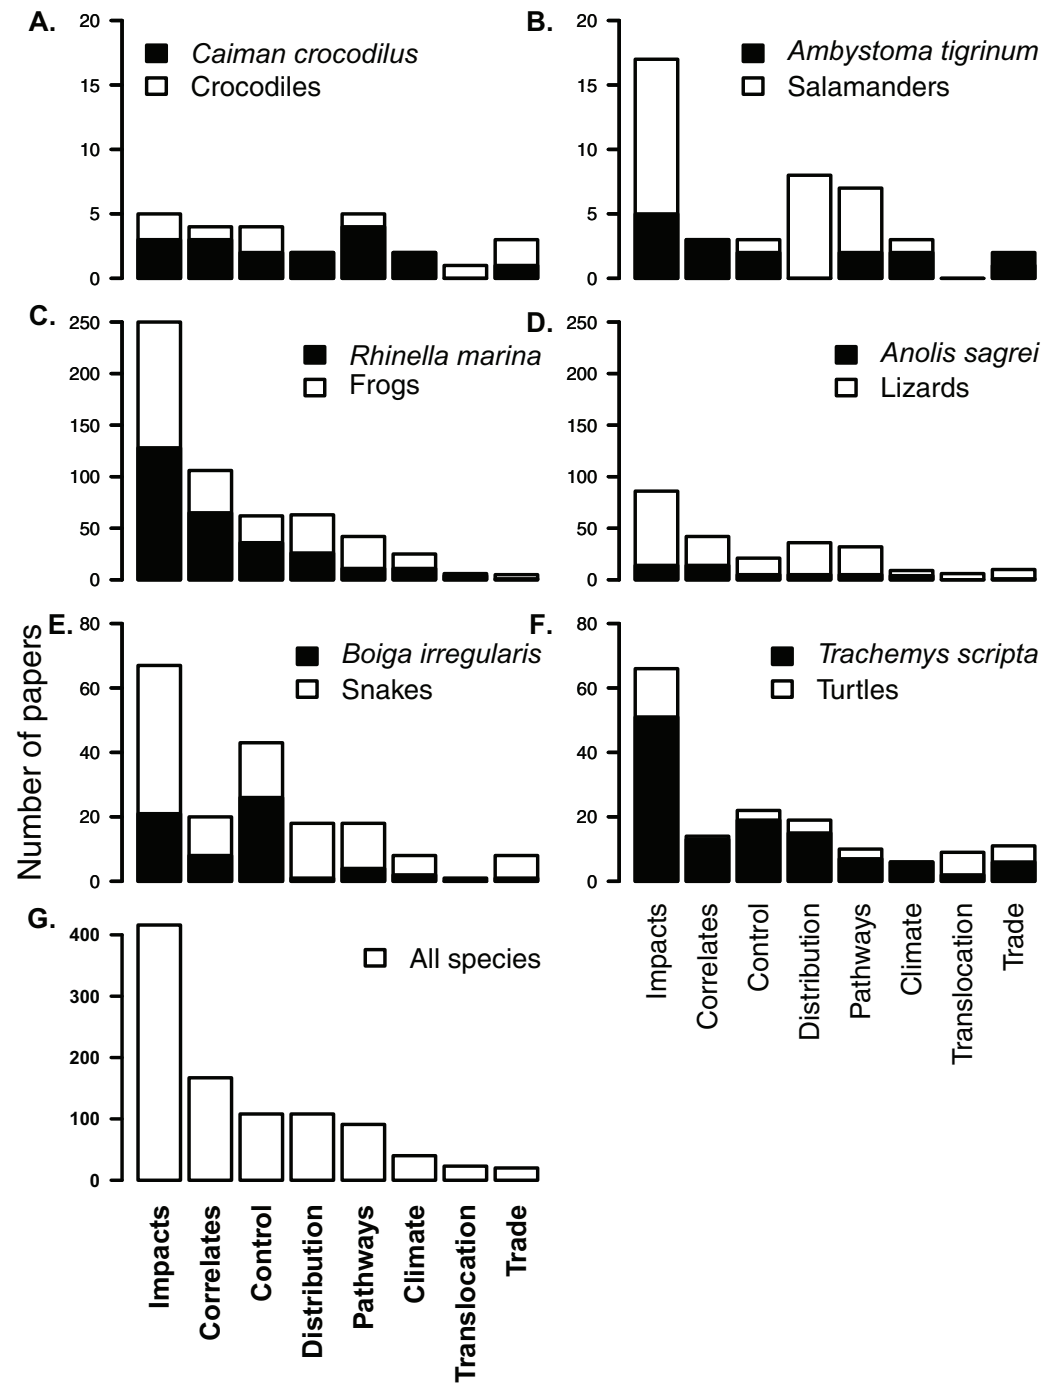 A.
20
15
10
5
0
Caiman crocodilus
Crocodiles
B.
20
15
10
5
0
Ambystoma tigrinum
Salamanders
C.
250
200
150
100
50
0
Rhinella marina
Frogs
D.
250
200
150
100
50
0
Anolis sagrei
Lizards
Number of papers
E.
80
60
40
20
0
Boiga irregularis
Snakes
F.
80
60
40
20
0
Trachemys scripta
Turtles
Impacts
Correlates
Control
Distribution
Pathways
Climate
Translocation
Trade
G.
400
300
200
100
0
All species
Impacts
Correlates
Control
Distribution
Pathways
Climate
Translocation
Trade